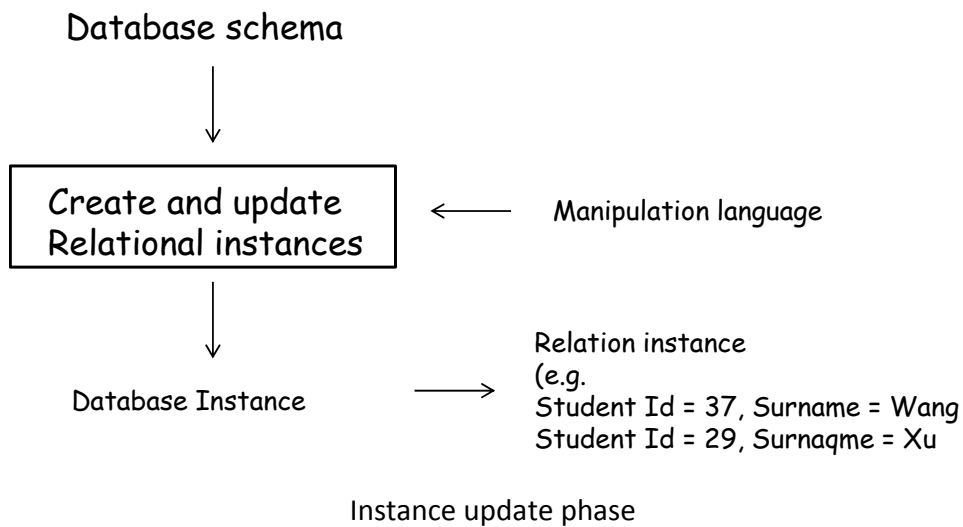 Database schema
Create and update
Relational instances
Manipulation language
Database Instance
Relation instance
(e.g.
Student Id = 37, Surname = Wang
Student Id = 29, Surnaqme = Xu
Instance update phase